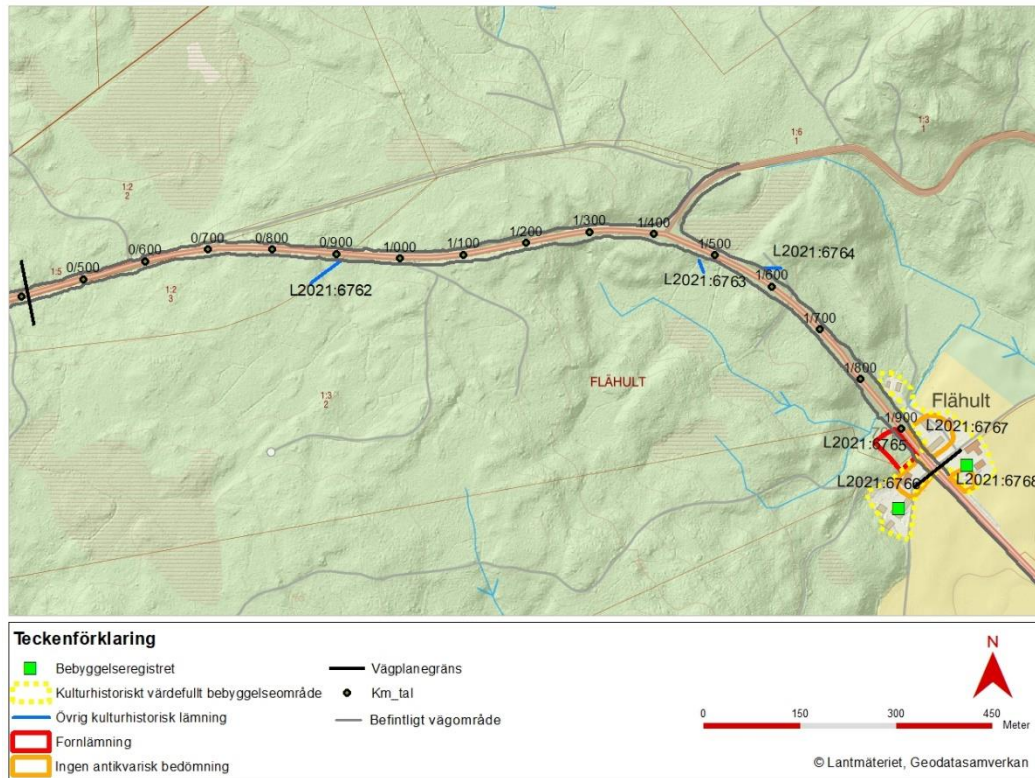 1:3
1
1:6
1
1:2
2
1/300
1/400
0/700
0/800
0/900
1/000
1/100
1/200
0/600
1/500
L2021:6764
1:5
0/500
1/600
L2021:6763
1:2
3
L2021:6762
1/700
1/800
FLÄHULT
1:3
2
Flähult
1/900
L2021:6767
L2021:6765
L2021:6766
L2021:6768
Teckenförklaring
Bebyggelseregistret
Kulturhistoriskt värdefullt bebyggelseområde
Övrig kulturhistorisk lämning
Fornlämning
Ingen antikvarisk bedömning
Vägplanegräns
Km_tal
Befintligt vägområde
N
0 150 300 450
Meter
© Lantmäteriet, Geodatasamverkan